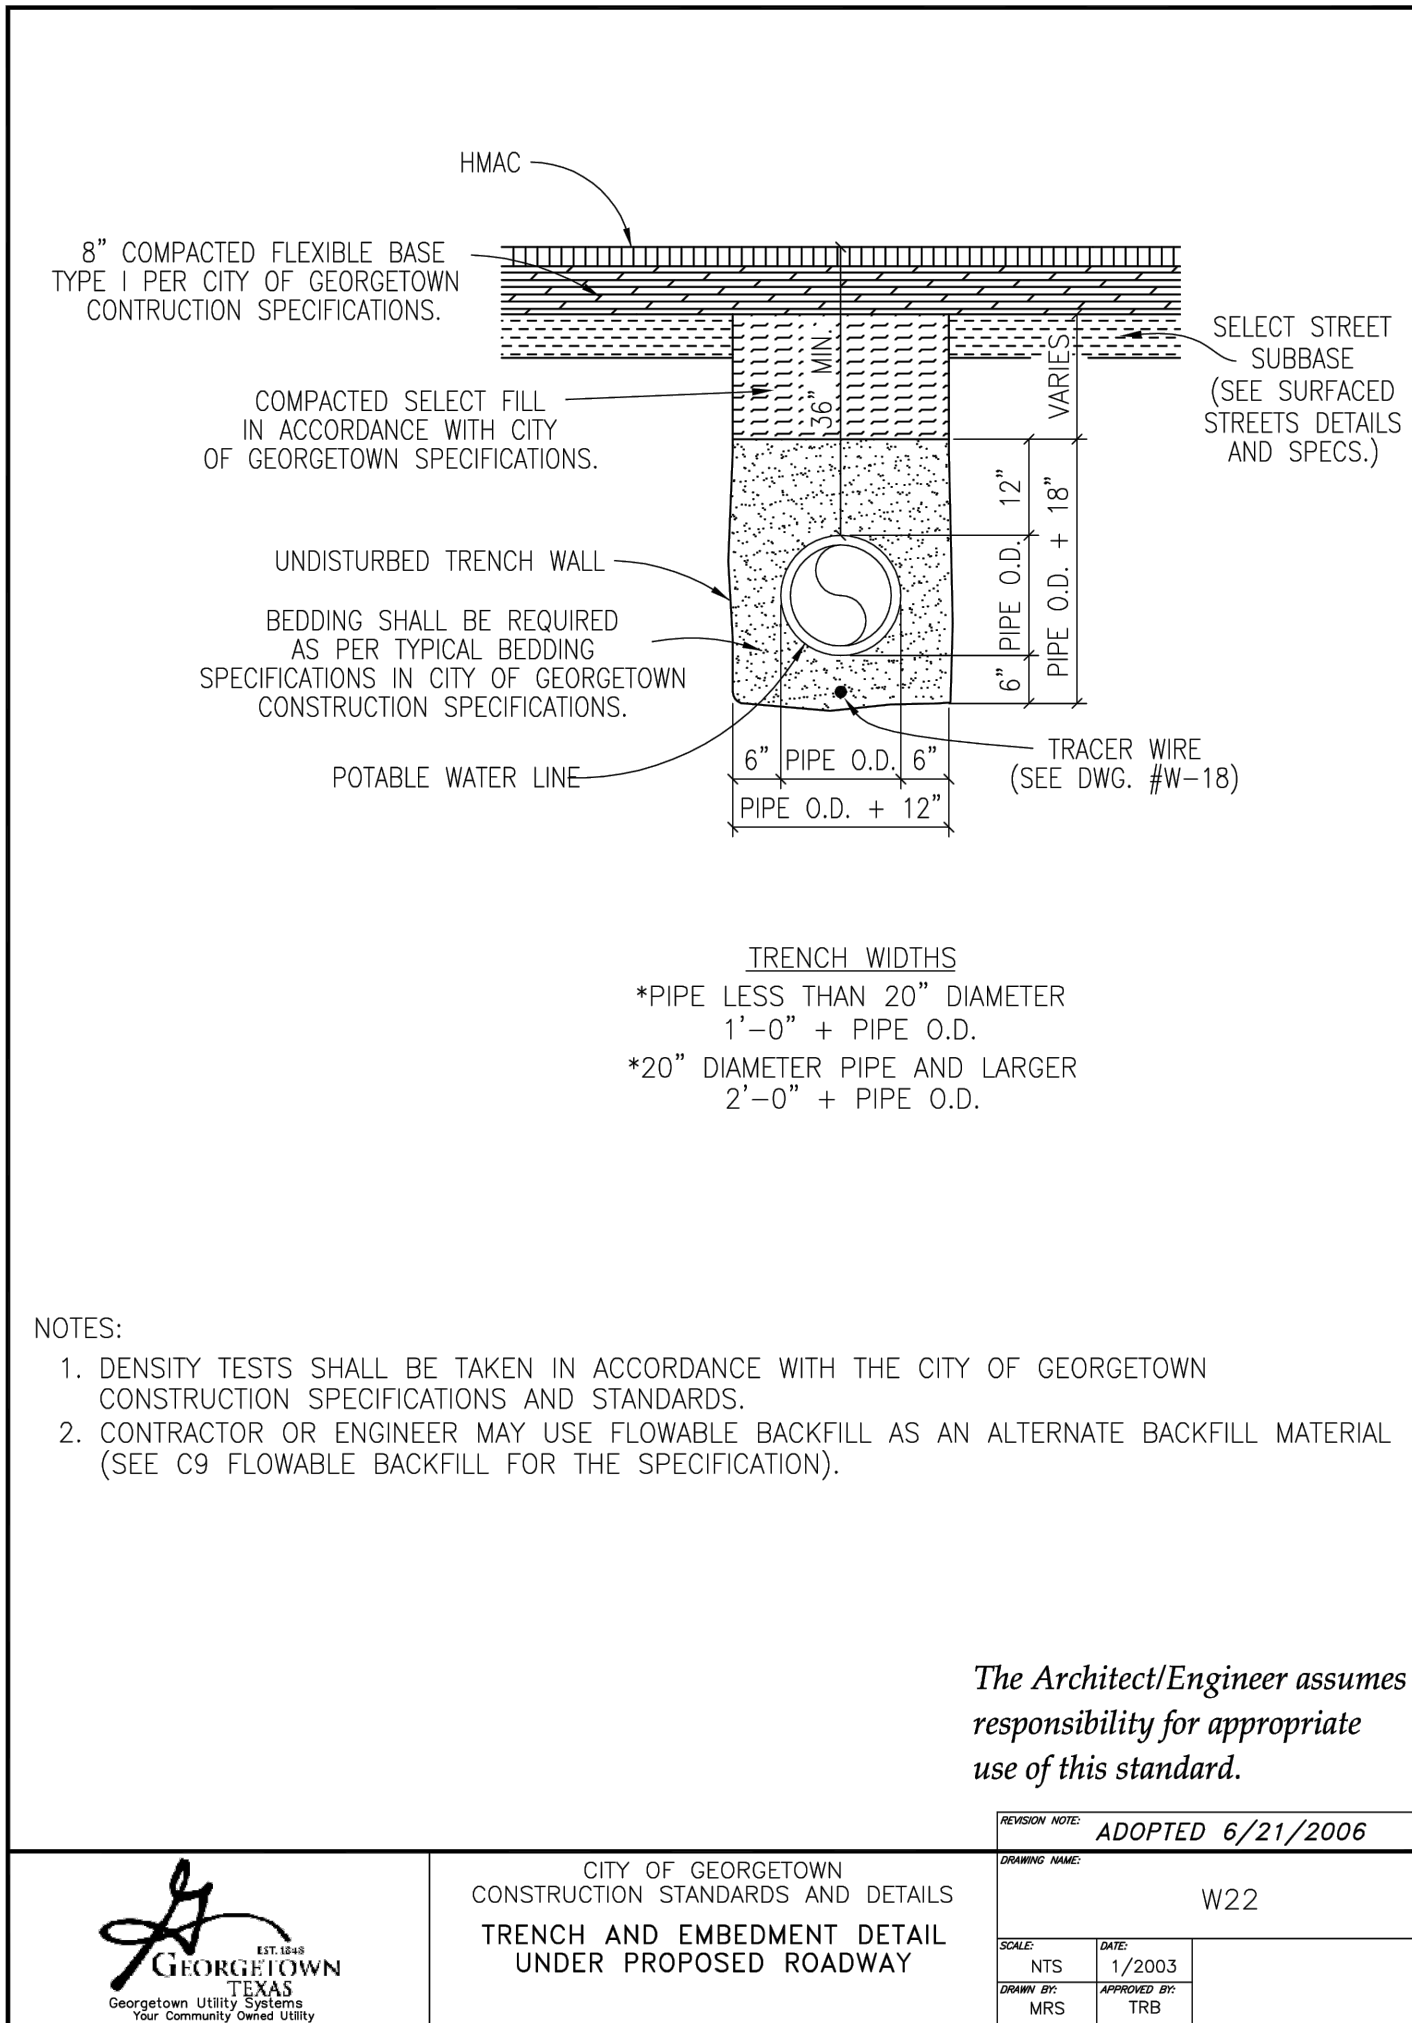 HMAC
8" COMPACTED FLEXIBLE BASE
TYPE I PER CITY OF GEORGETOWN
CONTRUCTION SPECIFICATIONS.
SELECT STREET
SUBBASE
(SEE SURFACED
STREETS DETAILS
AND SPECS.)
36" MIN.
VARIES
COMPACTED SELECT FILL
IN ACCORDANCE WITH CITY
OF GEORGETOWN SPECIFICATIONS.
12"
PIPE O.D.
6"
PIPE O.D. + 18"
UNDISTURBED TRENCH WALL
BEDDING SHALL BE REQUIRED
AS PER TYPICAL BEDDING
SPECIFICATIONS IN CITY OF GEORGETOWN
CONSTRUCTION SPECIFICATIONS.
POTABLE WATER LINE
6" PIPE O.D. 6"
PIPE O.D. + 12"
TRACER WIRE
(SEE DWG. #W-18)
TRENCH WIDTHS
*PIPE LESS THAN 20" DIAMETER
1'-0" + PIPE O.D.
*20" DIAMETER PIPE AND LARGER
2'-0" + PIPE O.D.
NOTES:
1. DENSITY TESTS SHALL BE TAKEN IN ACCORDANCE WITH THE CITY OF GEORGETOWN
CONSTRUCTION SPECIFICATIONS AND STANDARDS.
2. CONTRACTOR OR ENGINEER MAY USE FLOWABLE BACKFILL AS AN ALTERNATE BACKFILL MATERIAL
(SEE C9 FLOWABLE BACKFILL FOR THE SPECIFICATION).
The Architect/Engineer assumes
responsibility for appropriate
use of this standard.
REVISION NOTE: ADOPTED 6/21/2006
EST. 1848
GEORGETOWN
TEXAS
Georgetown Utility Systems
Your Community Owned Utility
CITY OF GEORGETOWN
CONSTRUCTION STANDARDS AND DETAILS
TRENCH AND EMBEDMENT DETAIL
UNDER PROPOSED ROADWAY
DRAWING NAME:
W22
SCALE:
NTS
DATE:
1/2003
DRAWN BY:
MRS
APPROVED BY:
TRB